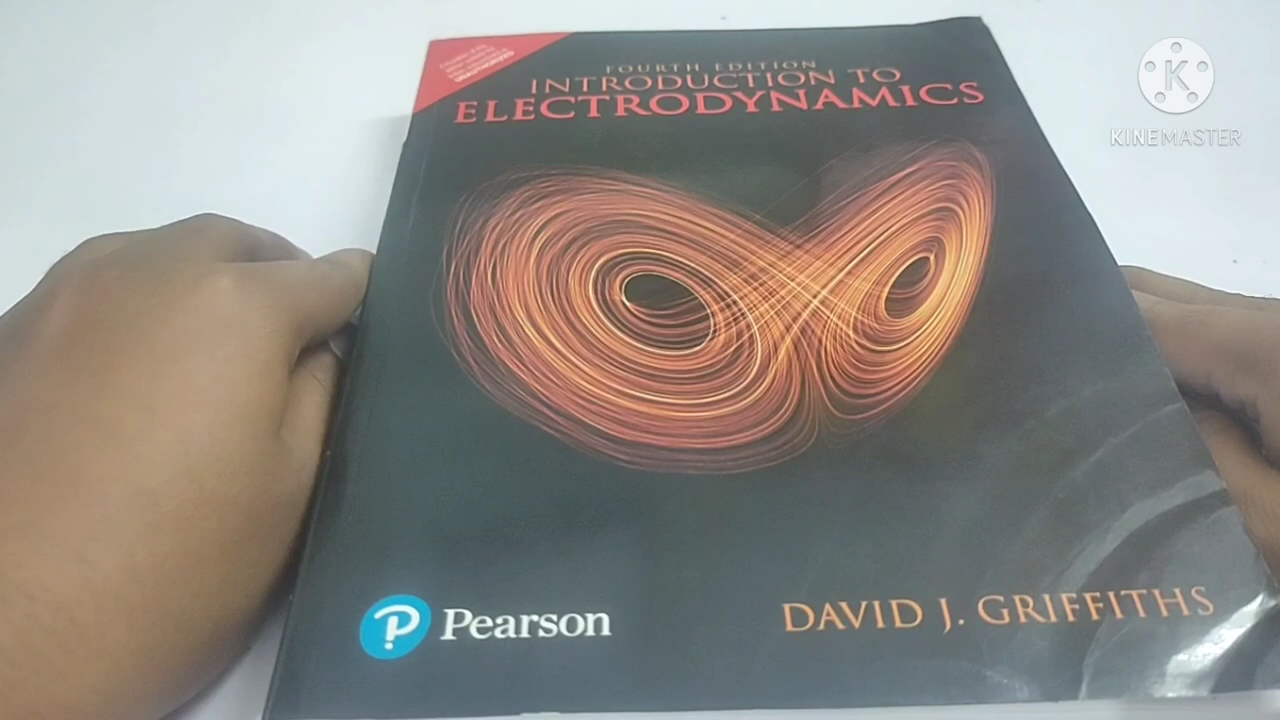 FOURTH EDITION
INTRODUCTION TO
ELECTRODYNAMICS
K
KINEMASTER
Pearson
DAVID J. GRIFFITHS